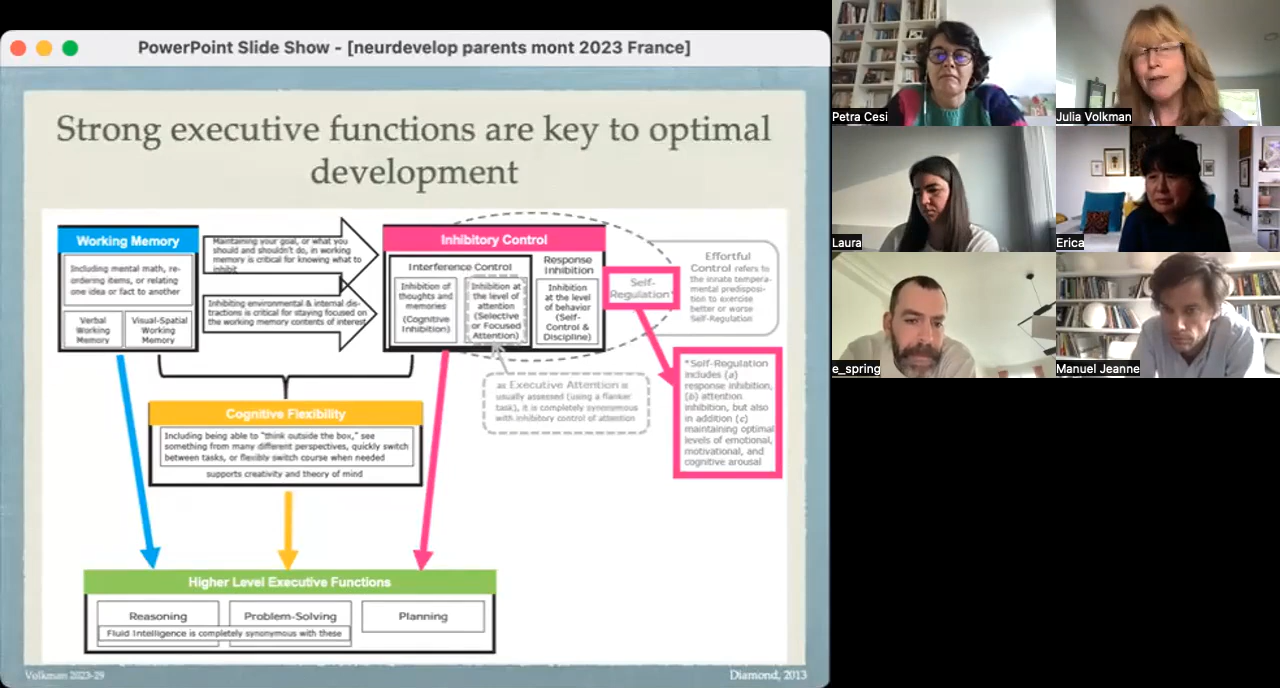 PowerPoint Slide Show - [neurdevelop parents mont 2023 France]
Strong executive functions are key to optimal
development
Working Memory
Including mental math, re-
ordering items, or relating
one idea or fact to another
Verbal
Working
Memory
Visual-Spatial
Working
Memory
Maintaining your goal, or what you
should and shouldn't do, in working
memory is critical for knowing what to
inhibit
Inhibiting environmental & internal dis-
tractions is critical for staying focused on
the working memory contents of interest
Inhibitory Control
Interference Control
Inhibition of
thoughts and
memories
(Cognitive
Inhibition)
Inhibition at
the level of
attention
(Selective
or Focused
Attention)
Response
Inhibition
Inhibition
at the level
of behavior
(Self-
Control &
Discipline)
Self-
Regulation*
Effortful
Control refers to
the innate tempera-
mental predisposi-
tion to exercise
better or worse
Self-Regulation
*Self-Regulation
includes (a)
response inhibition,
(b) attention
inhibition, but also
in addition (c)
maintaining optimal
levels of emotional,
motivational, and
cognitive arousal
as Executive Attention is
usually assessed (using a flanker
task), it is completely synonymous
with inhibitory control of attention
Cognitive Flexibility
Including being able to "think outside the box," see
something from many different perspectives, quickly switch
between tasks, or flexibly switch course when needed
supports creativity and theory of mind
Higher Level Executive Functions
Reasoning
Problem-Solving
Planning
Fluid Intelligence is completely synonymous with these
Volkman 2023-29
Diamond, 2013
Petra Cesi
Julia Volkman
Laura
Erica
e_spring
Manuel Jeanne